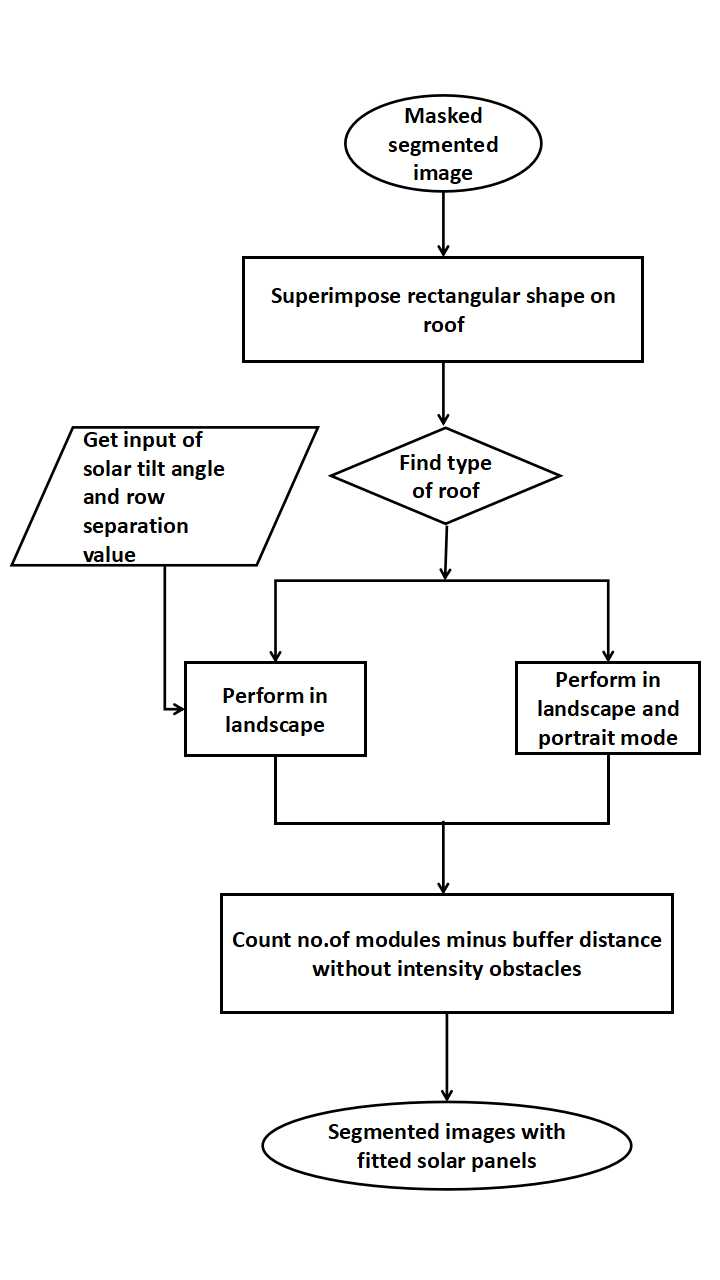 Masked
segmented
image
Superimpose rectangular shape on
roof
Find type
of roof
Get input of
solar tilt angle
and row
separation
value
Perform in
landscape
Perform in
landscape and
portrait mode
Count no.of modules minus buffer distance
without intensity obstacles
Segmented images with
fitted solar panels